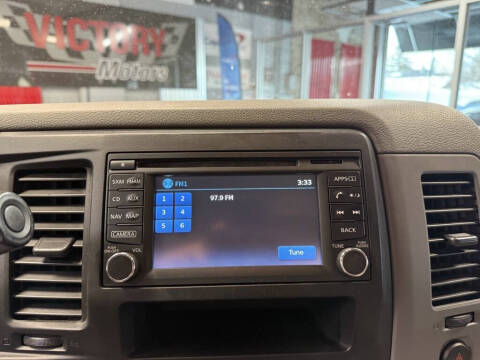 VICTORY
Motors
SXM FM/AM
CD AUX
NAV MAP
CAMERA
VOL
FM1
3:33
97.9 FM
1 2
3 4
5 6
Tune
APPS
BACK
TUNE